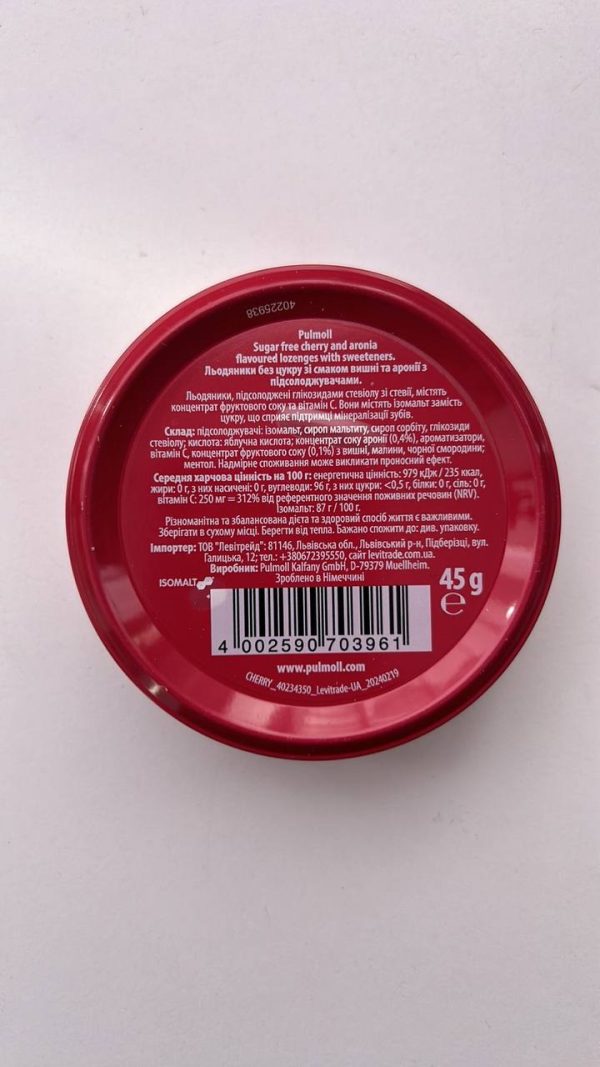 40225938
Pulmoll
Sugar free cherry and aronia
flavoured lozenges with sweeteners.
Льодяники без цукру зі смаком вишні та аронії з
підсолоджувачами.
Льодяники, підсолоджені глікозидами стевіолу зі стевії, містять
концентрат фруктового соку та вітамін С. Вони містять ізомальт замість
цукру, що сприяє підтримці мінералізації зубів.
Склад: підсолоджувачі: ізомальт, сироп мальтиту, сироп сорбіту, глікозиди
стевіолу; кислота: яблучна кислота; концентрат соку аронії (0,4%), ароматизатори,
вітамін С, концентрат фруктового соку (0,1%) з вишні, малини, чорної смородини;
ментол. Надмірне споживання може викликати проносний ефект.
Середня харчова цінність на 100 г: енергетична цінність: 979 кДж / 235 ккал,
жири: 0 г, з них насичені: 0 г, вуглеводи: 96 г, з них цукри: <0,5 г, білки: 0 г, сіль: 0 г,
вітамін С: 250 мг = 312% від референтного значення поживних речовин (NRV).
Ізомальт: 87 г / 100 г.
Різноманітна та збалансована дієта та здоровий спосіб життя є важливими.
Зберігати в сухому місці. Берегти від тепла. Бажано спожити до: див. упаковку.
Імпортер: ТОВ "Левітрейд": 81146, Львівська обл., Львівський р-н, Підберізці, вул.
Галицька, 12; тел.: +380672395550, сайт levitrade.com.ua.
Виробник: Pulmoll Kalfany GmbH, D-79379 Muellheim.
Зроблено в Німеччині
ISOMALT
45 g
℮
4 002590 703961
www.pulmoll.com
CHERRY_40234350_Levitrade-UA_20240219